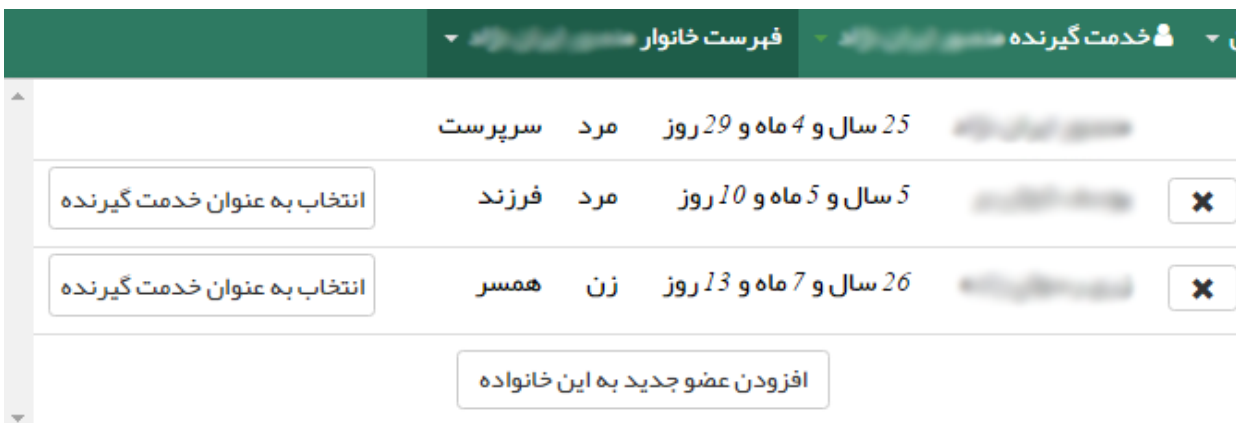 خدمت گیرنده
فهرست خانوار
25 سال و 4 ماه و 29 روز مرد سرپرست
5 سال و 5 ماه و 10 روز مرد فرزند انتخاب به عنوان خدمت گیرنده
26 سال و 7 ماه و 13 روز زن همسر انتخاب به عنوان خدمت گیرنده
افزودن عضو جدید به این خانواده